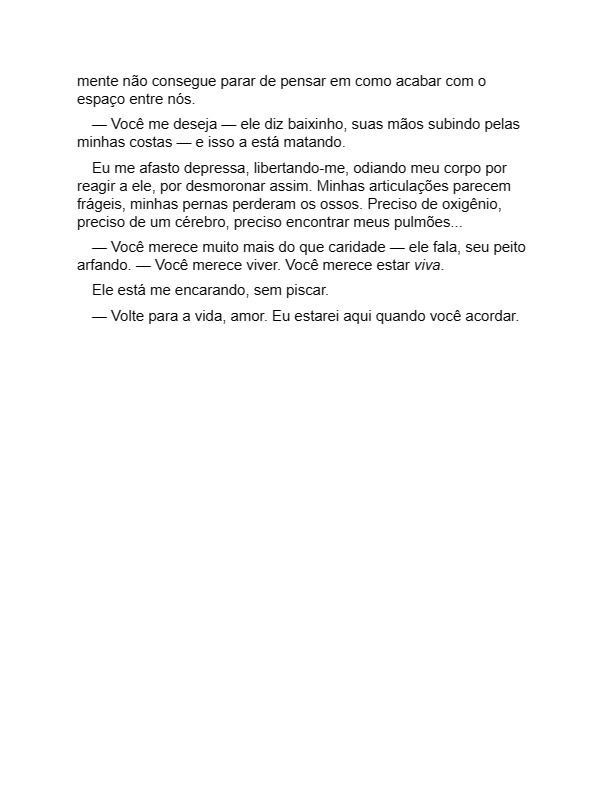 mente não consegue parar de pensar em como acabar com o
espaço entre nós.
— Você me deseja — ele diz baixinho, suas mãos subindo pelas
minhas costas — e isso a está matando.
Eu me afasto depressa, libertando-me, odiando meu corpo por
reagir a ele, por desmoronar assim. Minhas articulações parecem
frágeis, minhas pernas perderam os ossos. Preciso de oxigênio,
preciso de um cérebro, preciso encontrar meus pulmões...
— Você merece muito mais do que caridade — ele fala, seu peito
arfando. — Você merece viver. Você merece estar viva.
Ele está me encarando, sem piscar.
— Volte para a vida, amor. Eu estarei aqui quando você acordar.